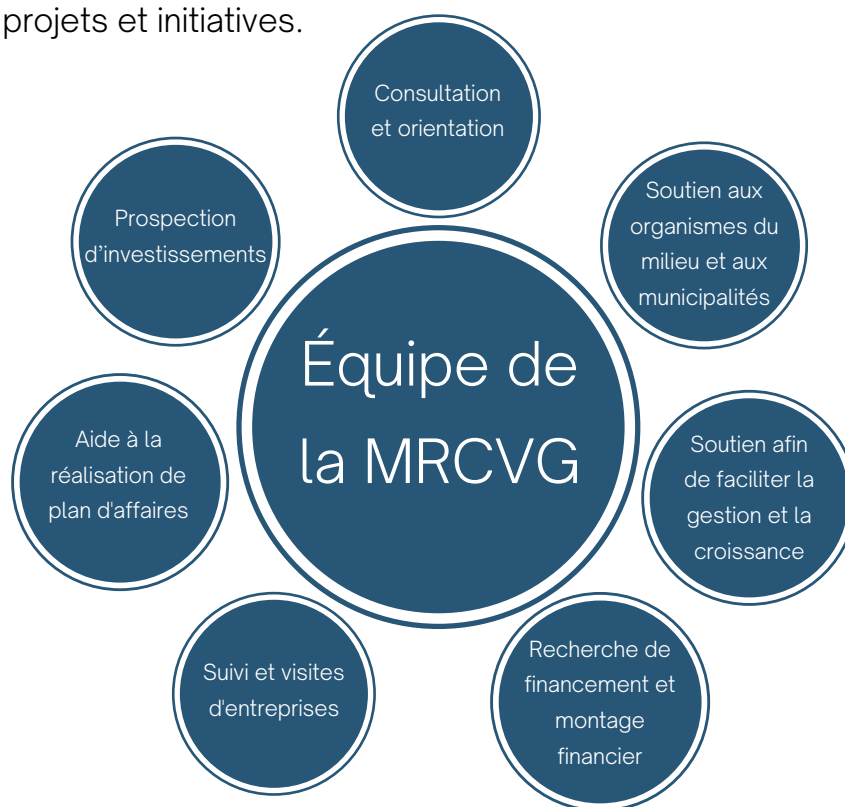 projets et initiatives.
Consultation
et orientation
Soutien aux
organismes du
milieu et aux
municipalités
Prospection
d’investissements
Équipe de
la MRCVG
Aide à la
réalisation de
plan d'affaires
Soutien afin
de faciliter la
gestion et la
croissance
Suivi et visites
d'entreprises
Recherche de
financement et
montage
financier